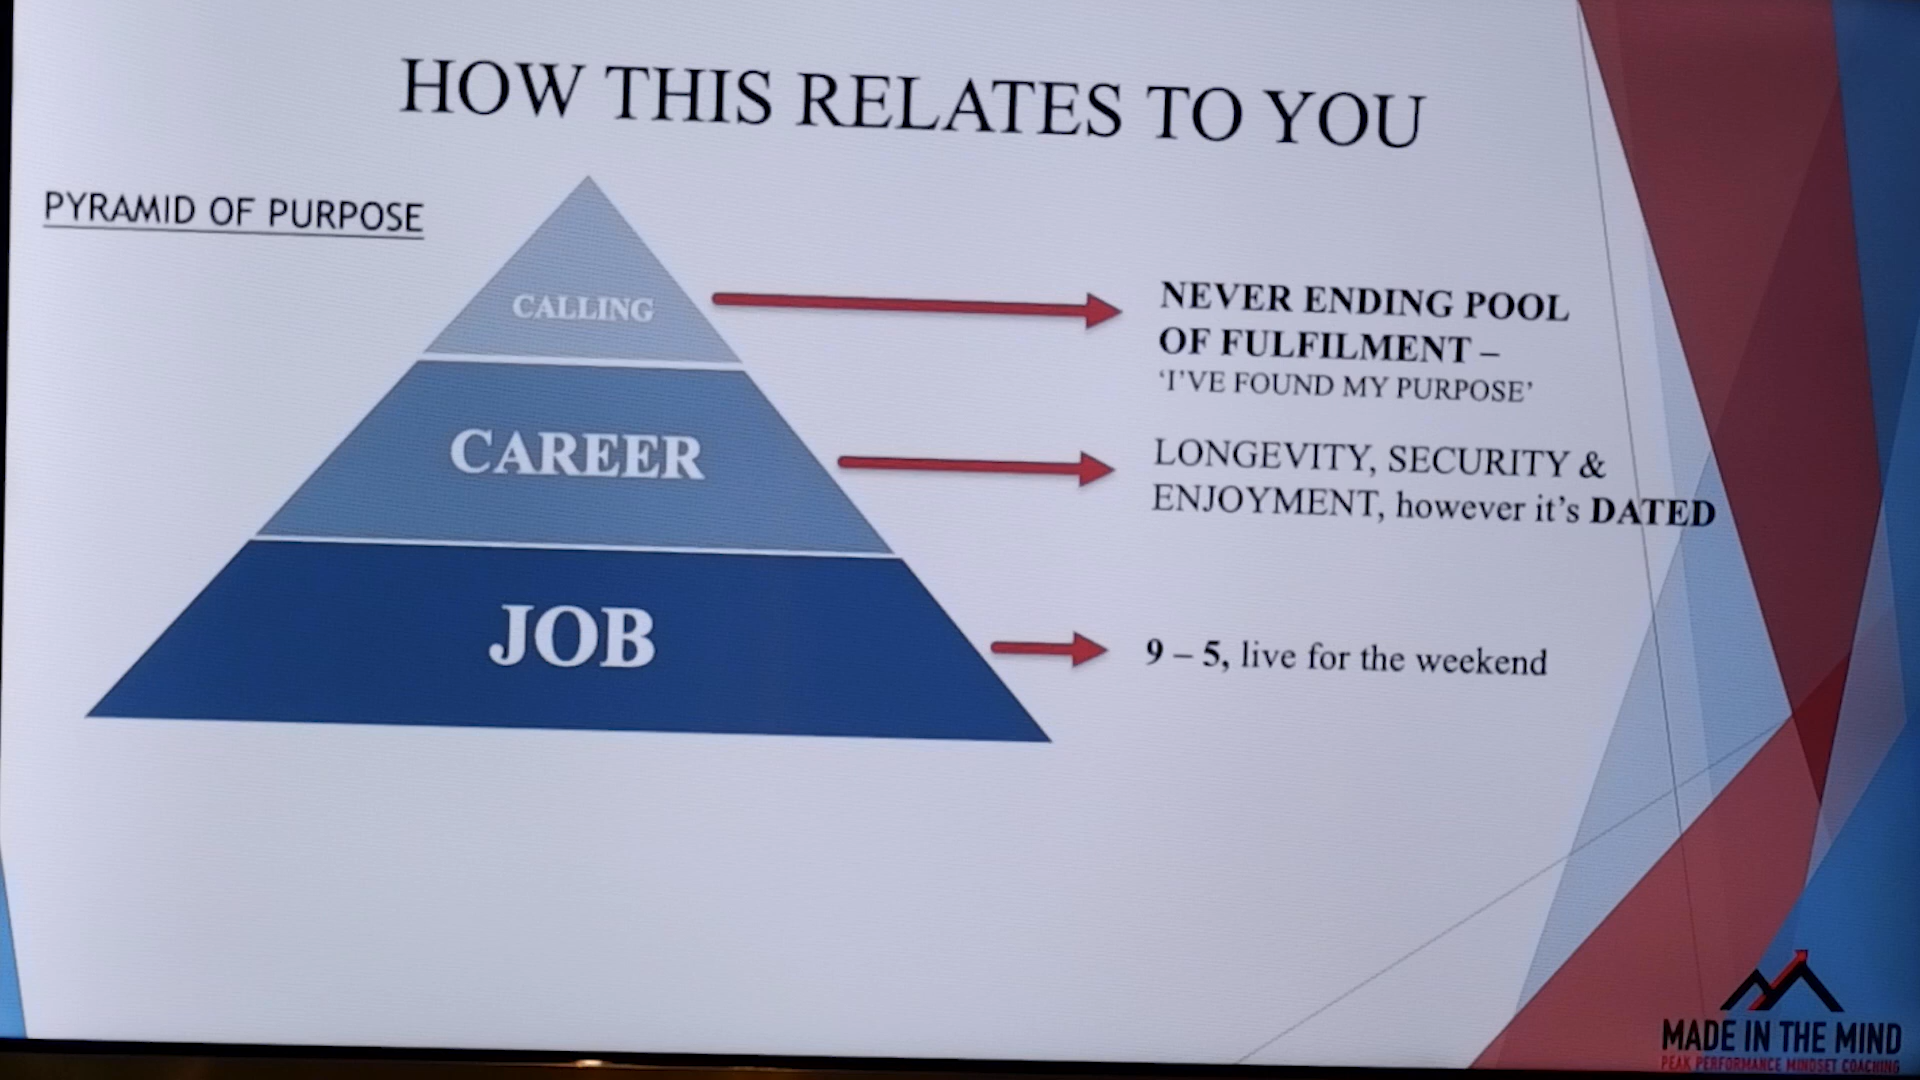 HOW THIS RELATES TO YOU
PYRAMID OF PURPOSE
CALLING
NEVER ENDING POOL
OF FULFILMENT –
‘I’VE FOUND MY PURPOSE’
CAREER
LONGEVITY, SECURITY &
ENJOYMENT, however it’s DATED
JOB
9 – 5, live for the weekend
MADE IN THE MIND
PEAK PERFORMANCE MINDSET COACHING